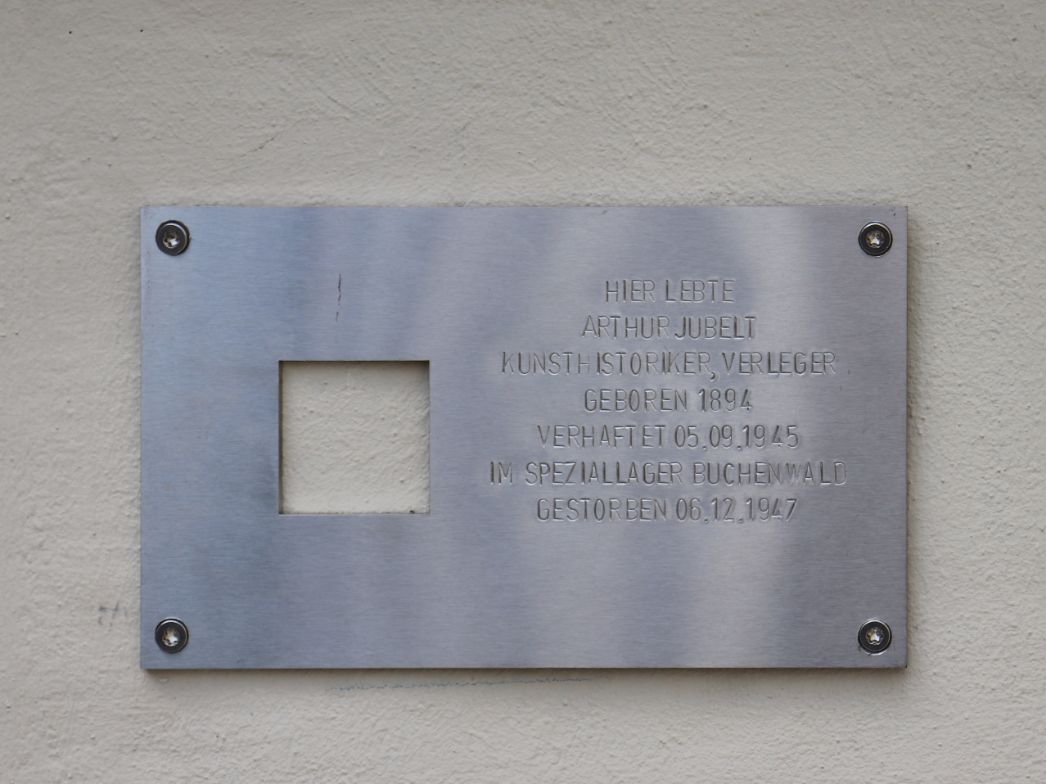 HIER LEBTE
ARTHUR JUBELT
KUNSTHISTORIKER, VERLEGER
GEBOREN 1894
VERHAFTET 05.09.1945
IM SPEZIALLAGER BUCHENWALD
GESTORBEN 06.12.1947